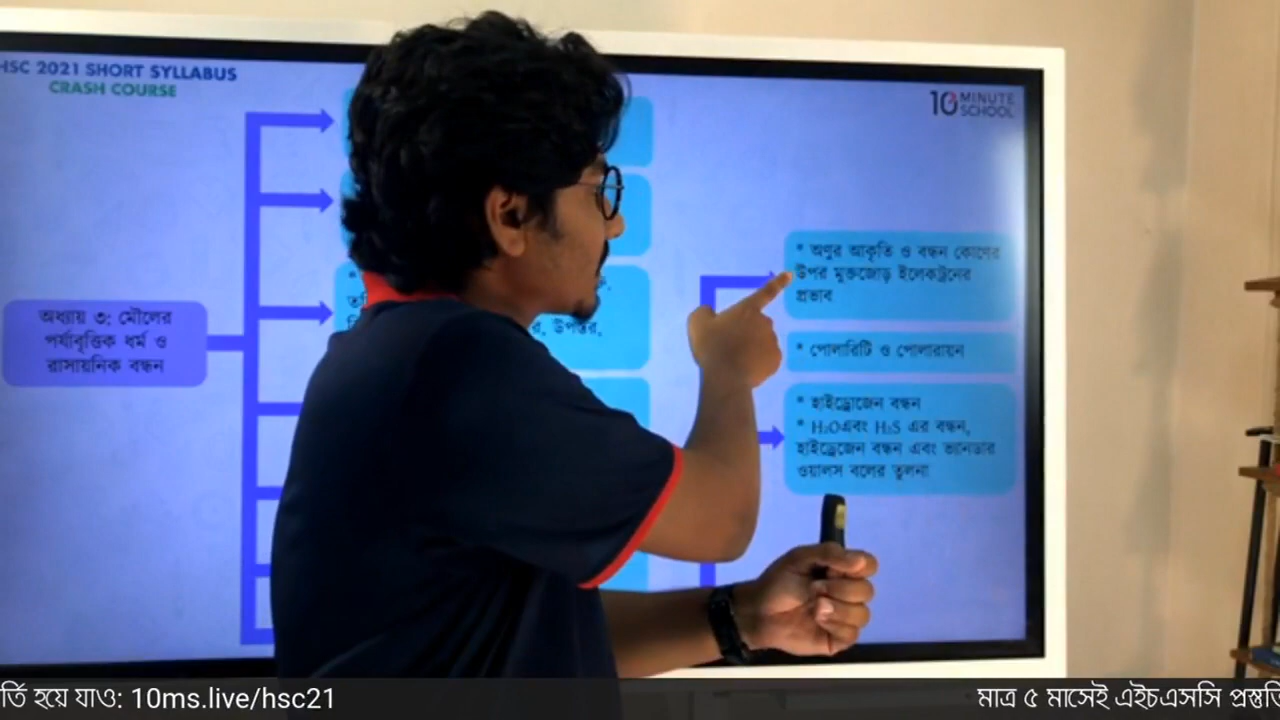 HSC 2021 SHORT SYLLABUS
CRASH COURSE
10 MINUTE
SCHOOL
অধ্যায় ৩: মৌলের
পর্যাবৃত্তিক ধর্ম ও
রাসায়নিক বন্ধন
র, উপস্তর,
* অণুর আকৃতি ও বন্ধন কোণের
উপর মুক্তজোড় ইলেকট্রনের
প্রভাব
* পোলারিটি ও পোলারায়ন
* হাইড্রোজেন বন্ধন
* H₂Oএবং H₂S এর বন্ধন,
হাইড্রেজেন বন্ধন এবং ভ্যানডার
ওয়ালস বলের তুলনা
র্তি হয়ে যাও: 10ms.live/hsc21
মাত্র ৫ মাসেই এইচএসসি প্রস্তুতি